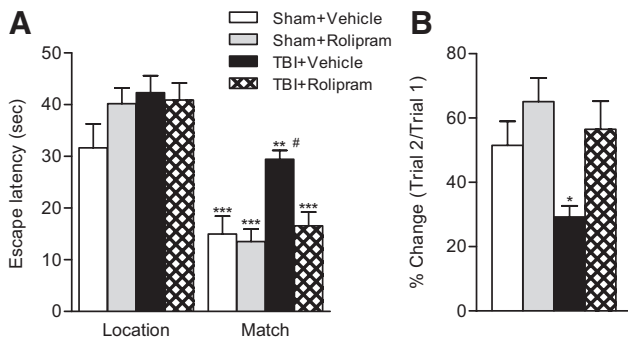 A
Escape latency (sec)
50
40
30
20
10
0
Sham+Vehicle
Sham+Rolipram
TBI+Vehicle
TBI+Rolipram
***
***
**
#
***
Location
Match
B
% Change (Trial 2/Trial 1)
80
60
40
20
0
*